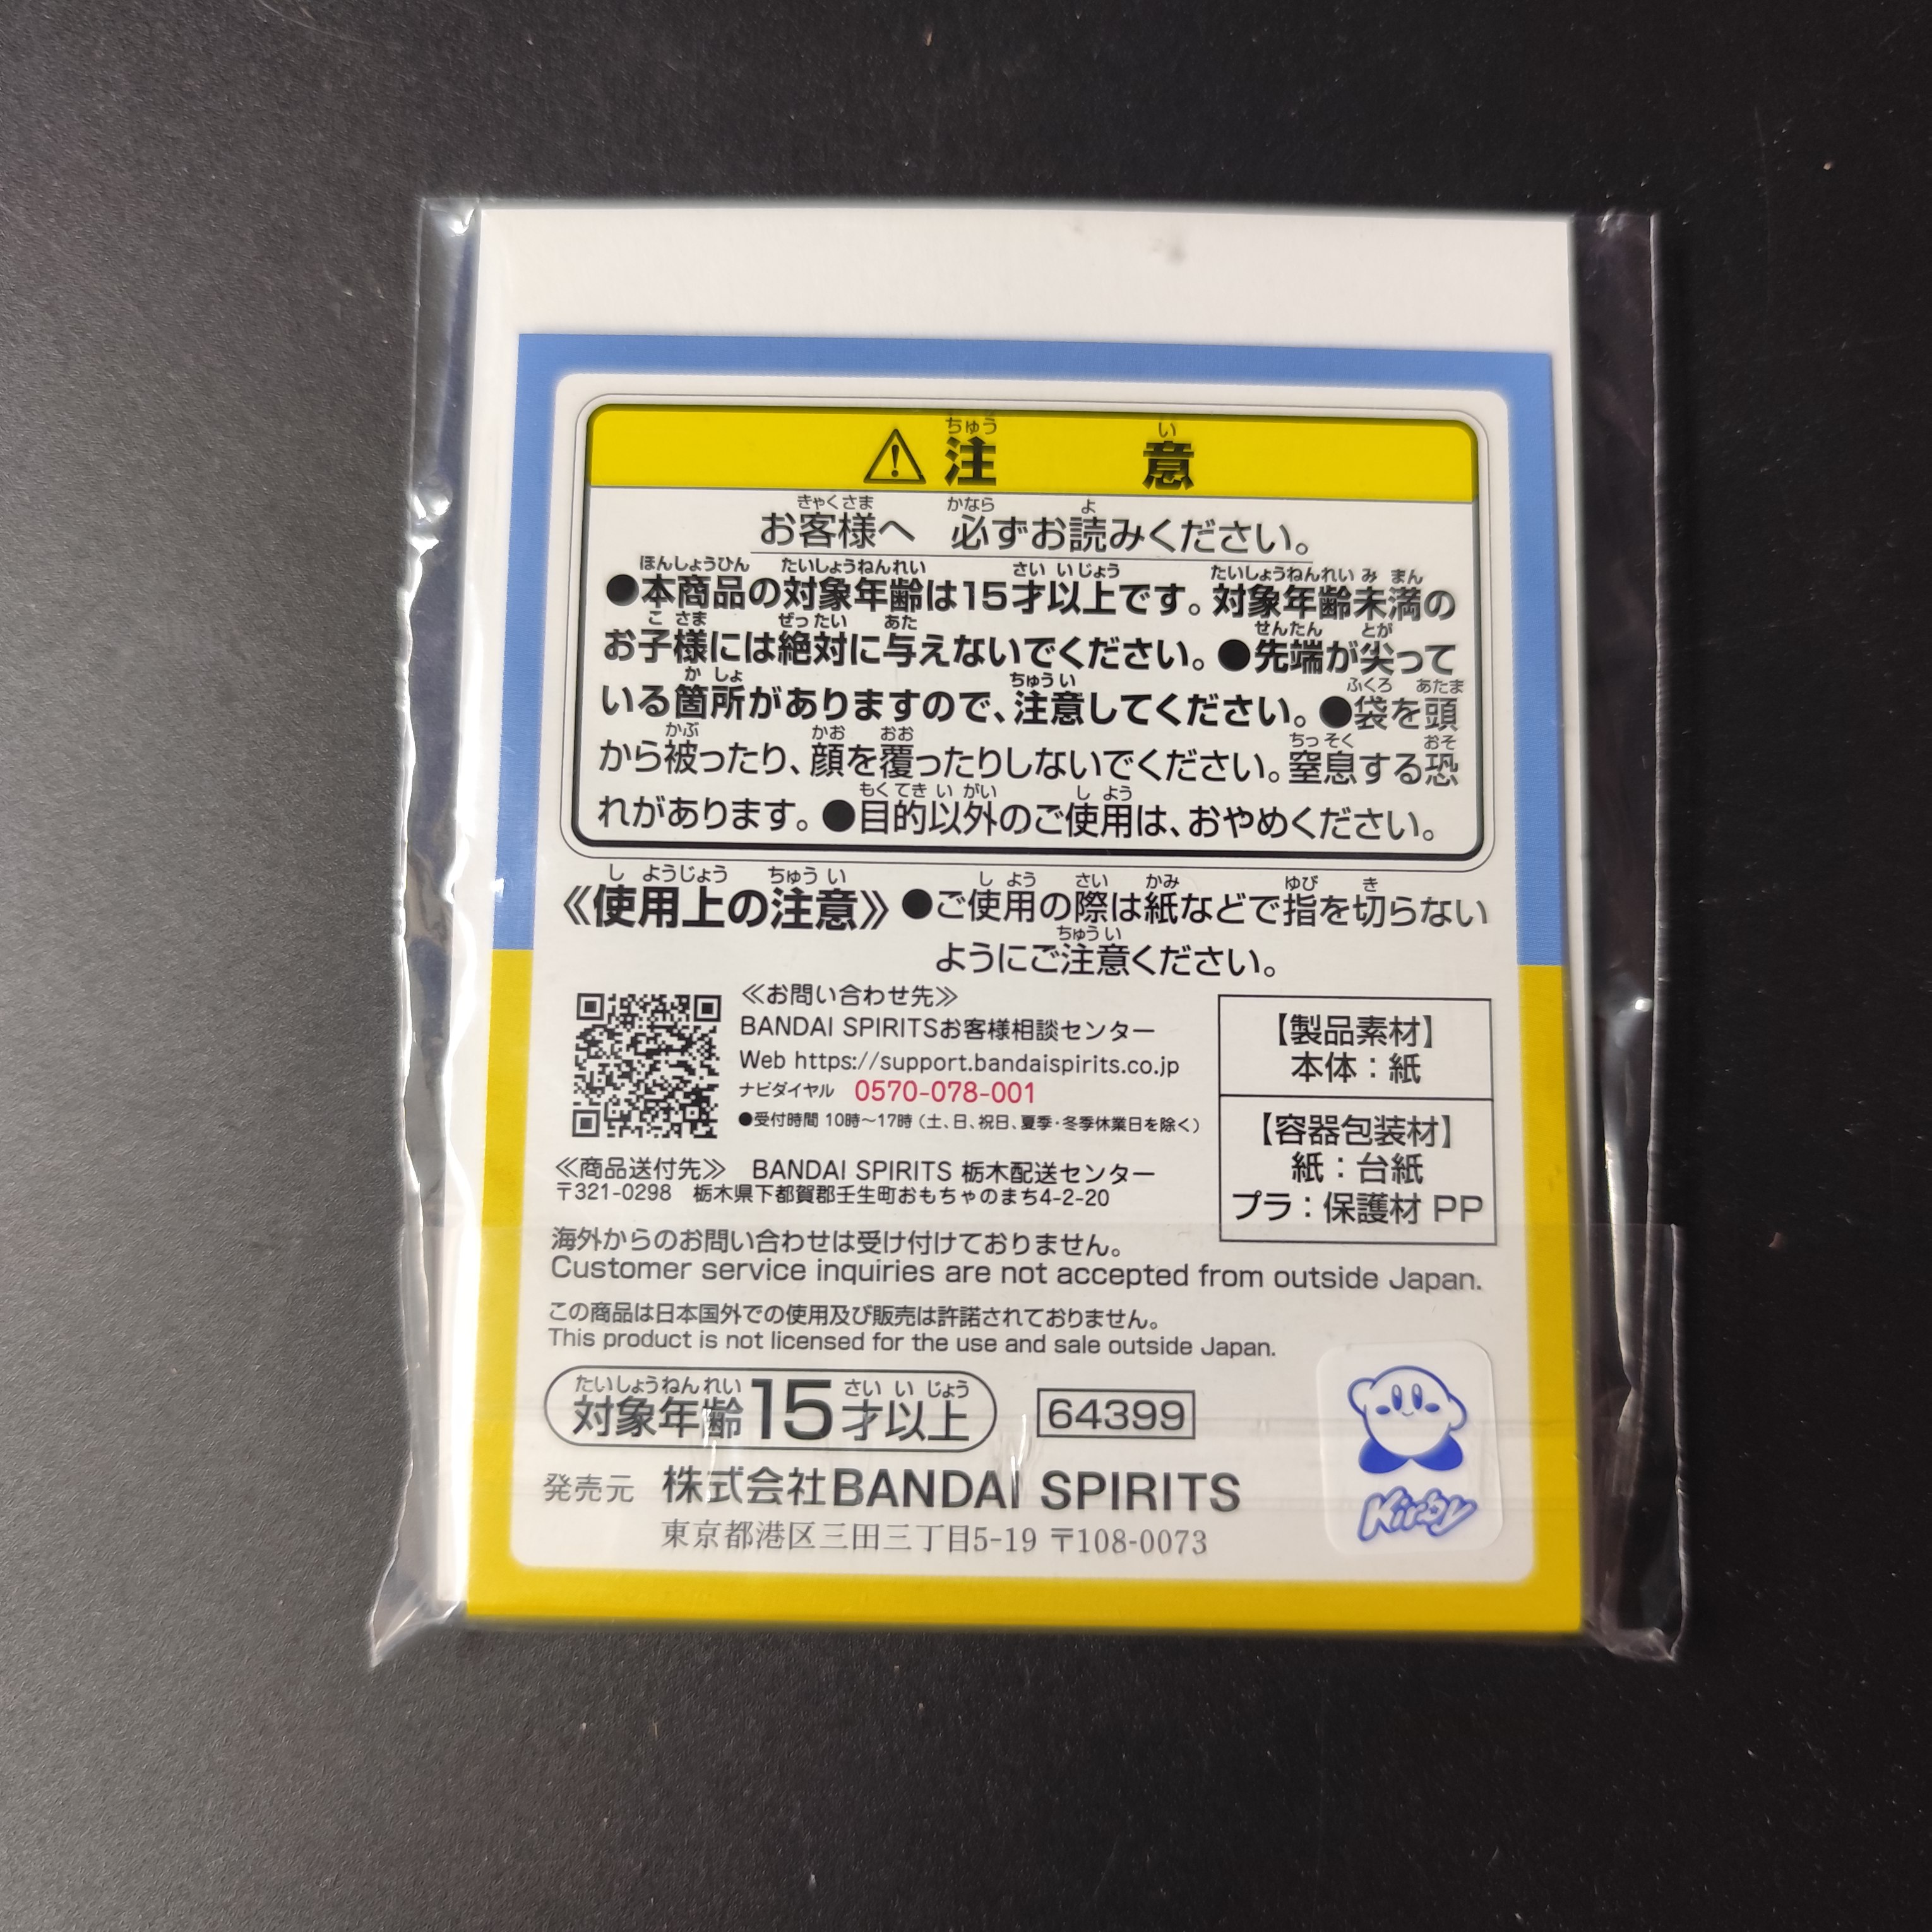 注意
お客様へ 必ずお読みください。
●本商品の対象年齢は15才以上です。対象年齢未満の
お子様には絶対に与えないでください。●先端が尖って
いる箇所がありますので、注意してください。●袋を頭
から被ったり、顔を覆ったりしないでください。窒息する恐
れがあります。●目的以外のご使用は、おやめください。
《使用上の注意》●ご使用の際は紙などで指を切らない
ようにご注意ください。
≪お問い合わせ先≫
BANDAI SPIRITSお客様相談センター
Web https://support.bandaispirits.co.jp
ナビダイヤル 0570-078-001
●受付時間 10時～17時（土、日、祝日、夏季・冬季休業日を除く）
≪商品送付先≫ BANDAI SPIRITS 栃木配送センター
〒321-0298 栃木県下都賀郡壬生町おもちゃのまち4-2-20
【製品素材】
本体：紙
【容器包装材】
紙：台紙
プラ：保護材 PP
海外からのお問い合わせは受け付けておりません。
Customer service inquiries are not accepted from outside Japan.
この商品は日本国外での使用及び販売は許諾されておりません。
This product is not licensed for the use and sale outside Japan.
対象年齢15才以上 64399
発売元 株式会社BANDAI SPIRITS
東京都港区三田三丁目5-19 〒108-0073
Kirby